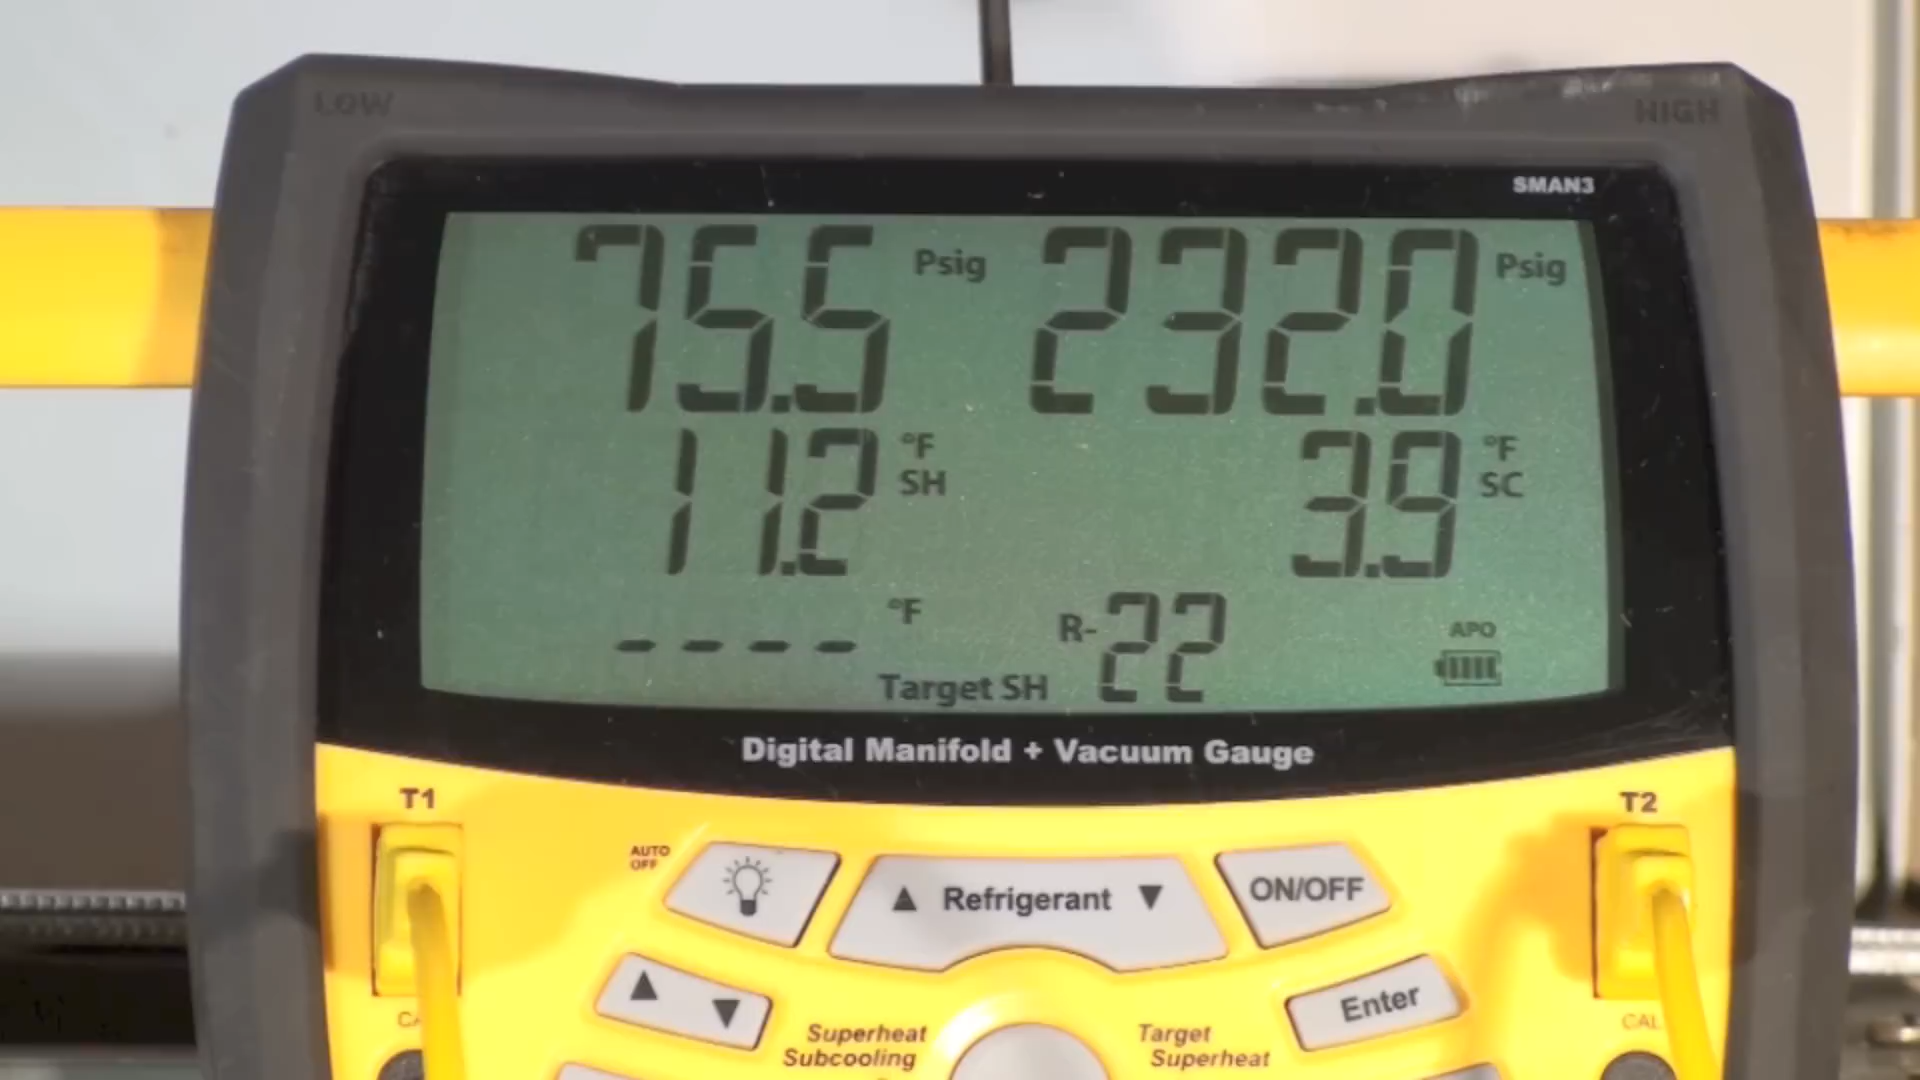 LOW HIGH
SMAN3
75.5 Psig 232.0 Psig
11.2 °F SH 3.9 °F SC
---- °F Target SH R-22 APO
Digital Manifold + Vacuum Gauge
T1 T2
AUTO OFF
▲ Refrigerant ▼
ON/OFF
▲ ▼
Enter
Superheat Subcooling
Target Superheat
CAL